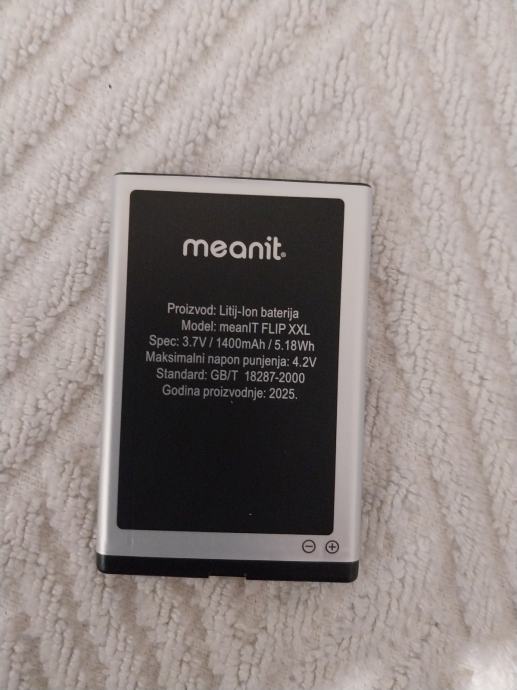 meanit®
Proizvod: Litij-Ion baterija
Model: meanIT FLIP XXL
Spec: 3.7V / 1400mAh / 5.18Wh
Maksimalni napon punjenja: 4.2V
Standard: GB/T 18287-2000
Godina proizvodnje: 2025.
⊖ ⊕